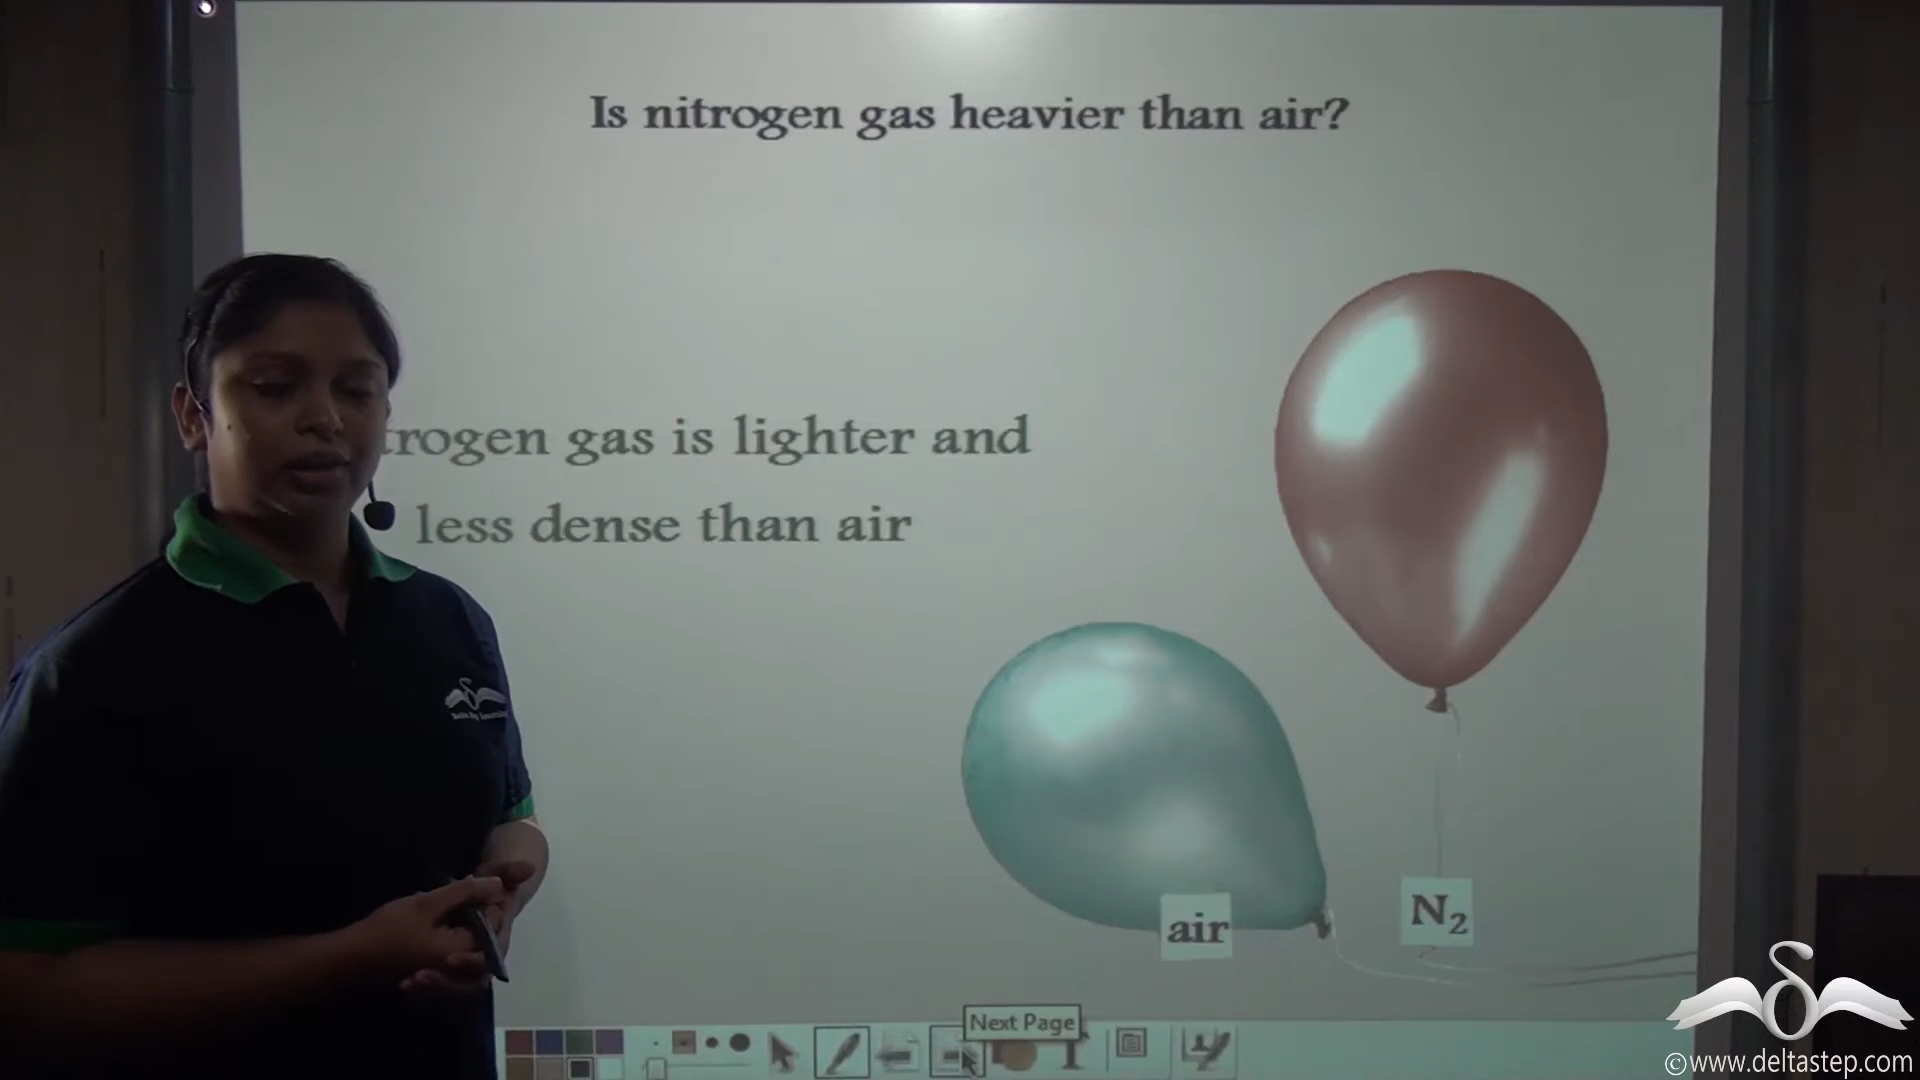 Is nitrogen gas heavier than air?
trogen gas is lighter and
less dense than air
air
N₂
Next Page
©www.deltastep.com